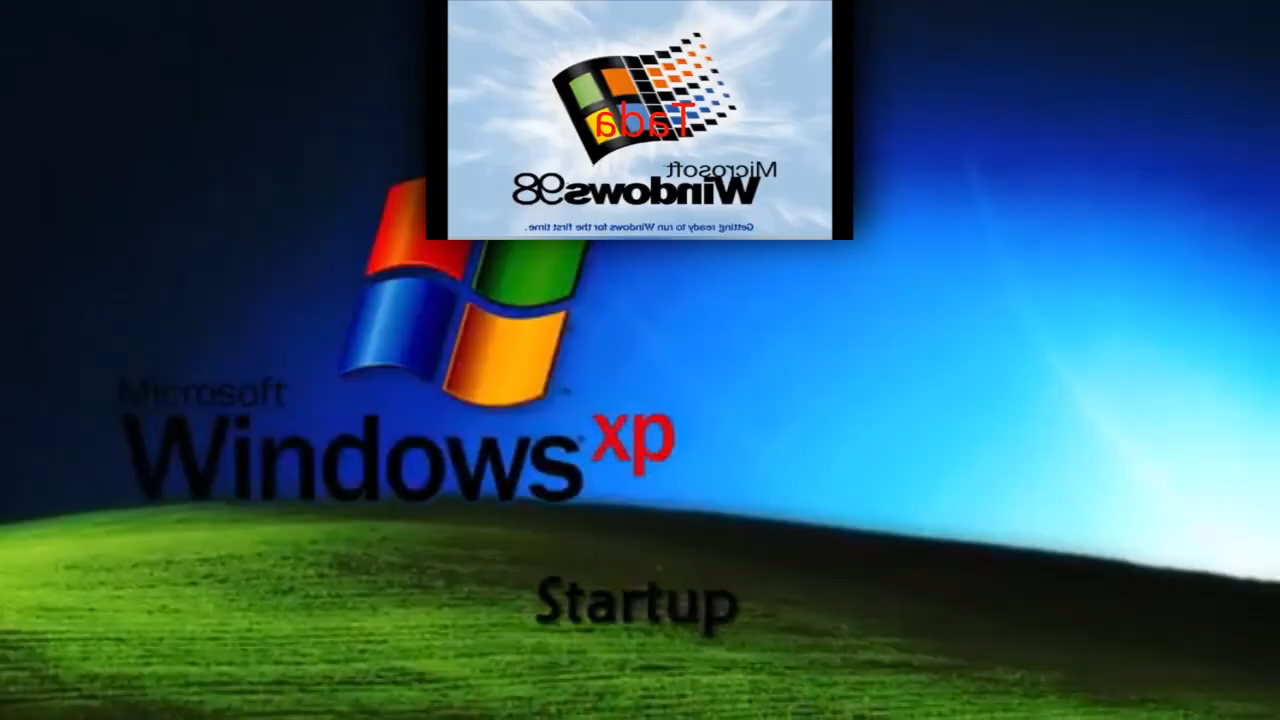 Tada
Microsoft
Windows98
Getting ready to run Windows for the first time.
Microsoft
Windows xp
Startup